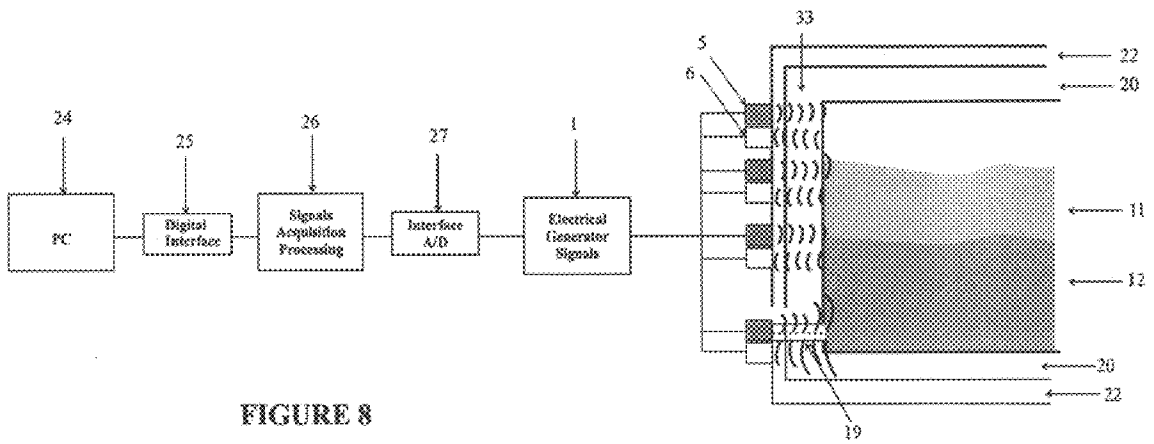 33
5
22
6
20
24
25
26
27
1
PC
Digital
Interface
Signals
Acquisition
Processing
Interface
A/D
Electrical
Generator
Signals
11
12
20
22
19
FIGURE 8